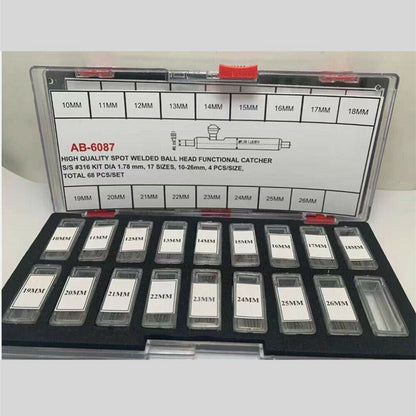 10MM 11MM 12MM 13MM 14MM 15MM 16MM 17MM 18MM
AB-6087
HIGH QUALITY SPOT WELDED BALL HEAD FUNCTIONAL CATCHER
S/S #316 KIT DIA 1.78 mm, 17 SIZES, 10-26mm, 4 PCS/SIZE,
TOTAL 68 PCS/SET
19MM 20MM 21MM 22MM 23MM 24MM 25MM 26MM
10MM 11MM 12MM 13MM 14MM 15MM 16MM 17MM 18MM
19MM 20MM 21MM 22MM 23MM 24MM 25MM 26MM